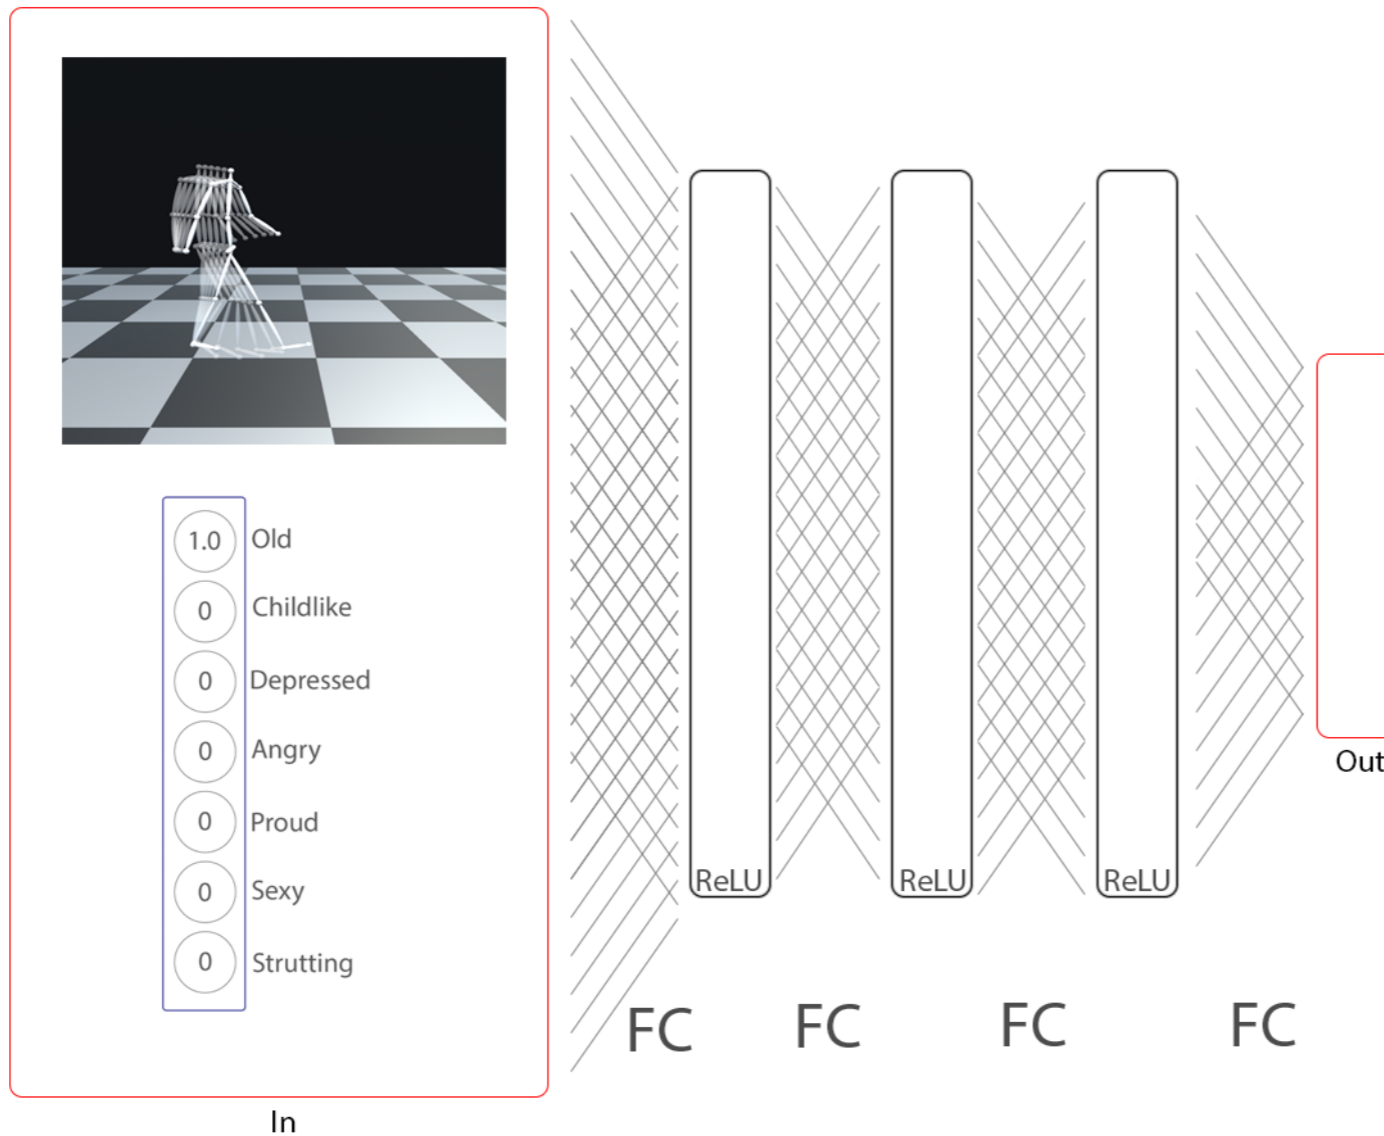 1.0 Old
0 Childlike
0 Depressed
0 Angry
0 Proud
0 Sexy
0 Strutting
In
ReLU ReLU ReLU
FC FC FC FC
Out